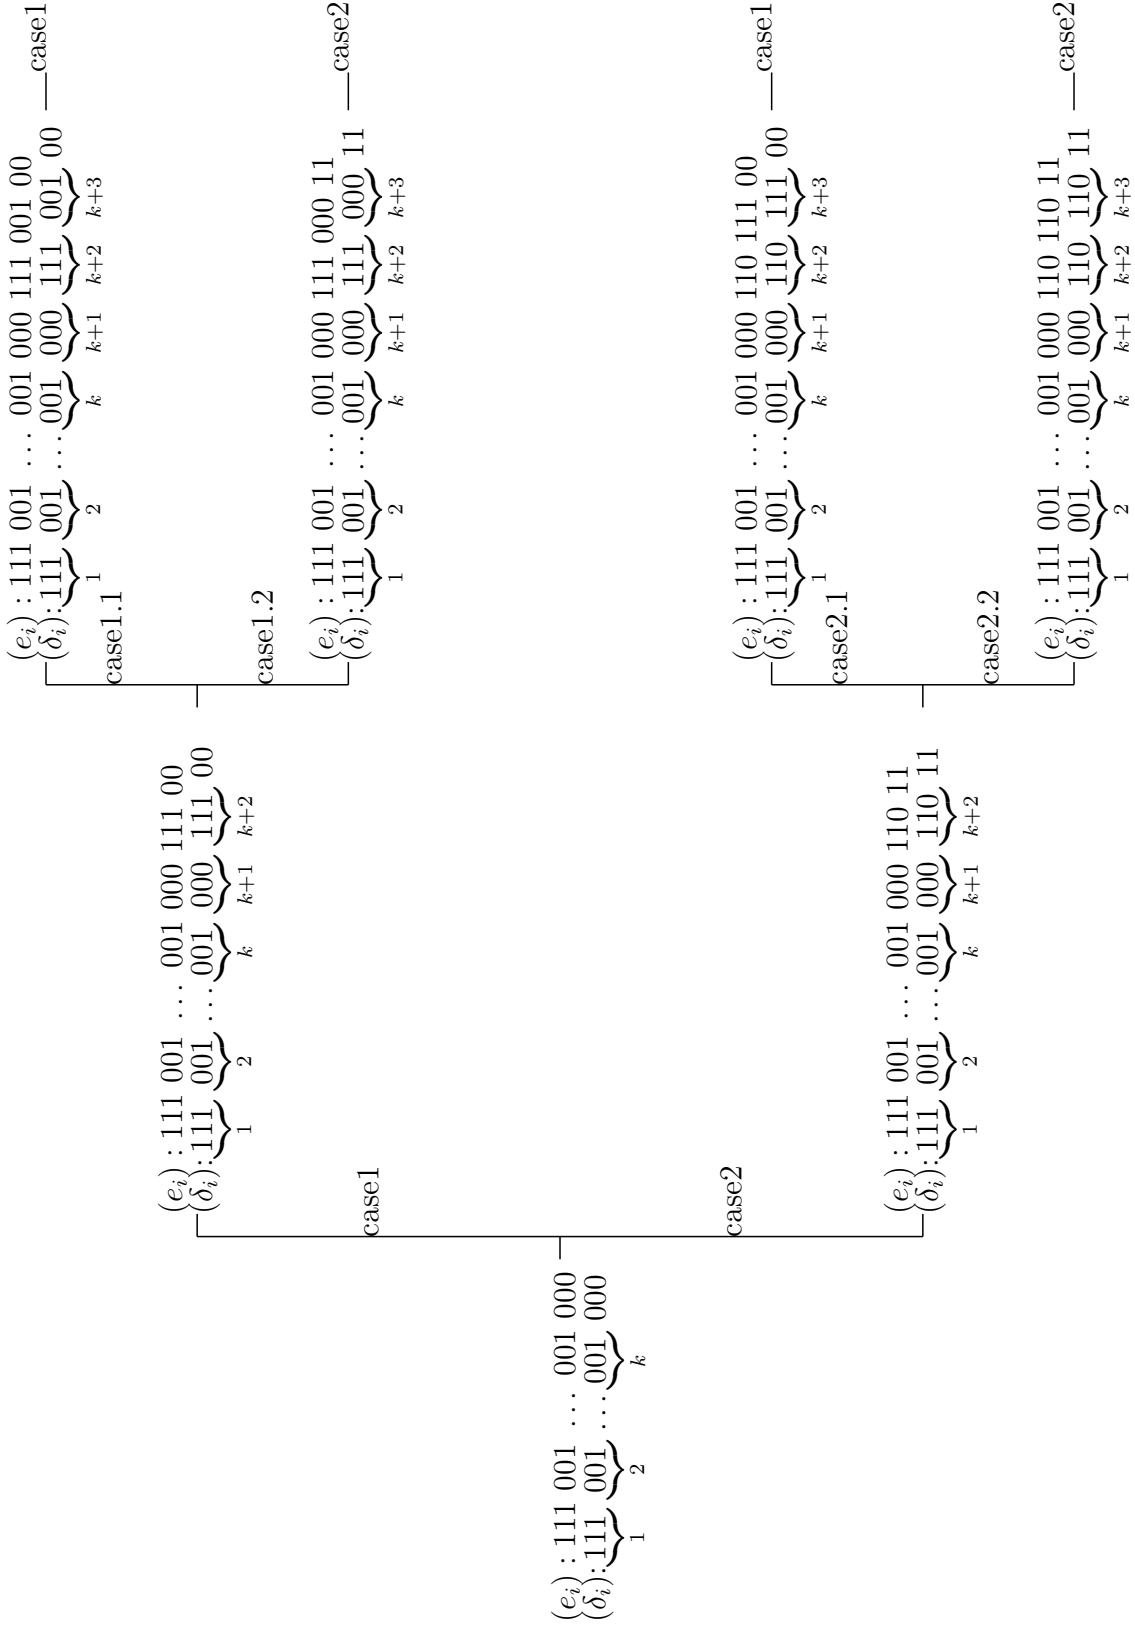 (e_i) : 111 001 … 001 000
(δ_i): 111 001 … 001 000
1 2 k
case1
case2
(e_i) : 111 001 … 001 000 111 00
(δ_i): 111 001 … 001 000 111 00
1 2 k k+1 k+2
(e_i) : 111 001 … 001 000 110 11
(δ_i): 111 001 … 001 000 110 11
1 2 k k+1 k+2
case1.1
case1.2
case2.1
case2.2
(e_i) : 111 001 … 001 000 111 001 00
(δ_i): 111 001 … 001 000 111 001 00
1 2 k k+1 k+2 k+3
case1
(e_i) : 111 001 … 001 000 111 000 11
(δ_i): 111 001 … 001 000 111 000 11
1 2 k k+1 k+2 k+3
case2
(e_i) : 111 001 … 001 000 110 111 00
(δ_i): 111 001 … 001 000 110 111 00
1 2 k k+1 k+2 k+3
case1
(e_i) : 111 001 … 001 000 110 110 11
(δ_i): 111 001 … 001 000 110 110 11
1 2 k k+1 k+2 k+3
case2